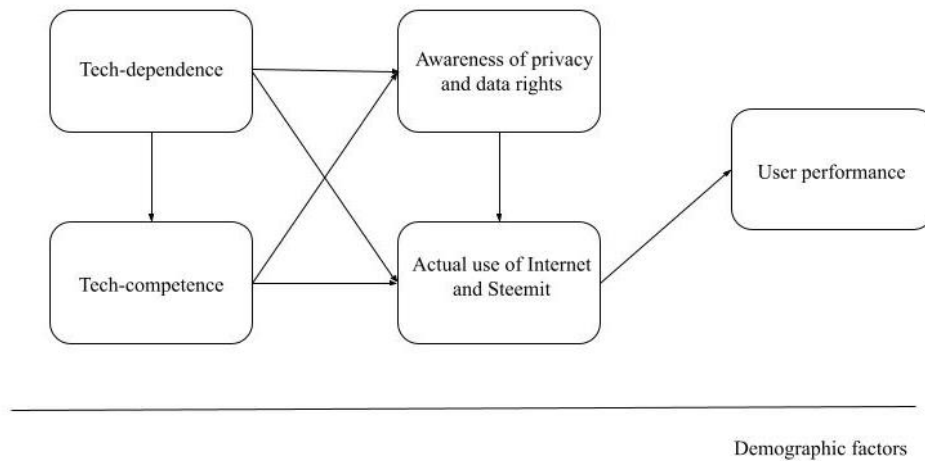 Tech-dependence
Awareness of privacy
and data rights
User performance
Tech-competence
Actual use of Internet
and Steemit
Demographic factors